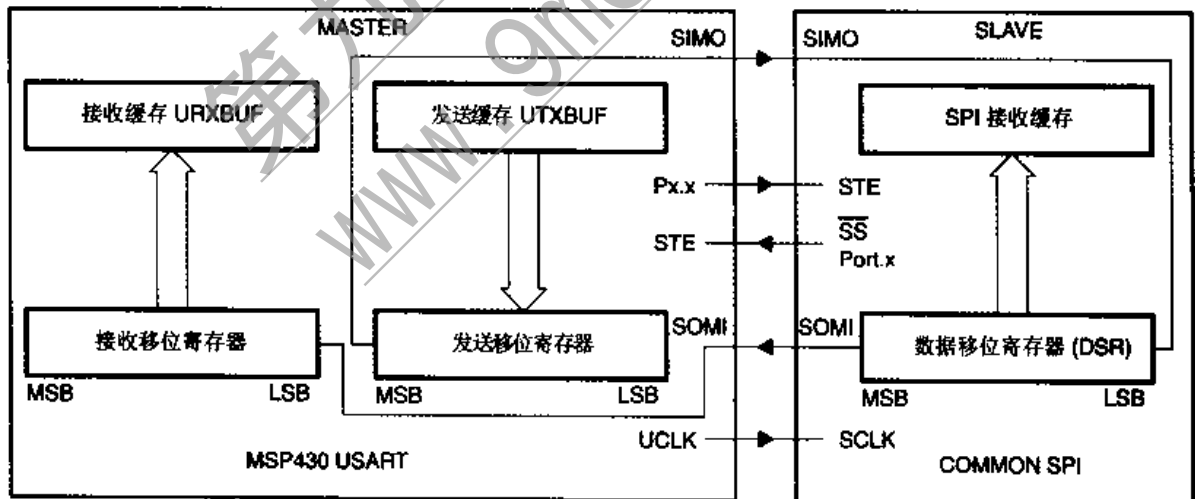 MASTER
SIMO
接收缓存 URXBUF
发送缓存 UTXBUF
Px.x
STE
接收移位寄存器
发送移位寄存器
SOMI
MSB
LSB
MSB
LSB
UCLK
MSP430 USART
SLAVE
SIMO
SPI 接收缓存
STE
SS
Port.x
SOMI
数据移位寄存器 (DSR)
MSB
LSB
SCLK
COMMON SPI